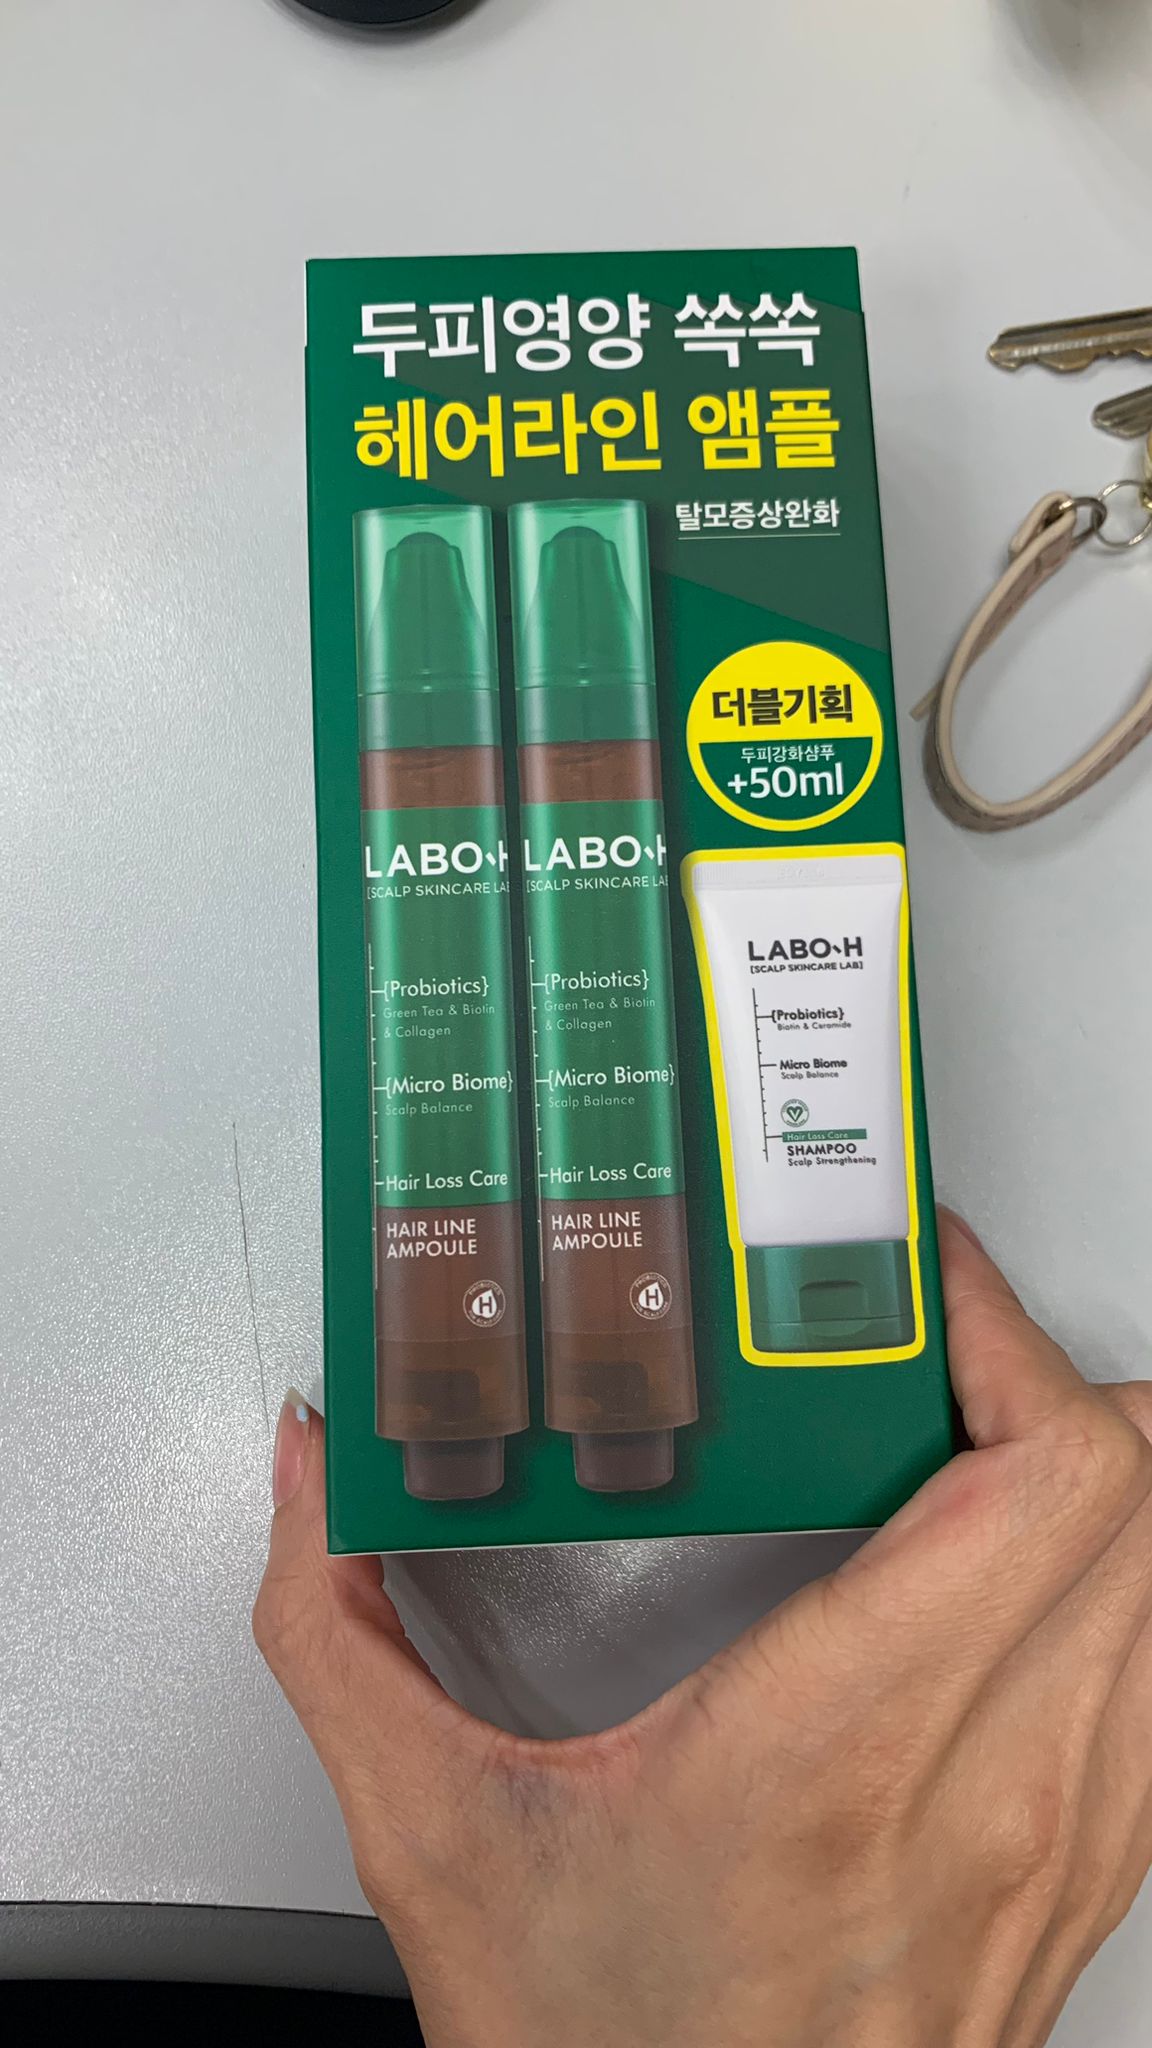 두피영양 쏙쏙
헤어라인 앰플
탈모증상완화
더블기획
두피강화샴푸
+50ml
LABO-H
[SCALP SKINCARE LAB
{Probiotics}
Green Tea & Biotin
& Collagen
{Micro Biome}
Scalp Balance
Hair Loss Care
HAIR LINE
AMPOULE
H
LABO-H
[SCALP SKINCARE LAB
{Probiotics}
Green Tea & Biotin
& Collagen
{Micro Biome}
Scalp Balance
Hair Loss Care
HAIR LINE
AMPOULE
H
LABO-H
[SCALP SKINCARE LAB]
{Probiotics}
Biotin & Ceramide
Micro Biome
Scalp Balance
Hair Loss Care
SHAMPOO
Scalp Strengthening